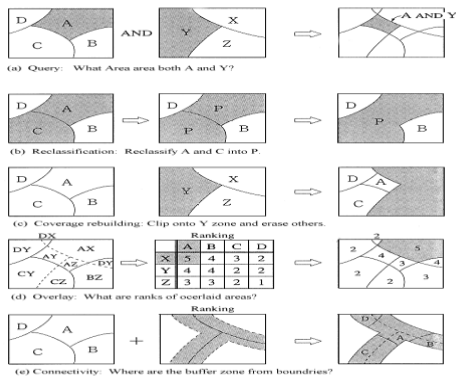 D A C B AND X Y Z A AND Y
(a) Query: What Area area both A and Y?
D A C B D P P B D P B
(b) Reclassification: Reclassify A and C into P.
D A C B X Y Z D A C
(c) Coverage rebuilding: Clip onto Y zone and erase others.
Ranking
DX
DY AX AY AZ DY CY CZ BZ
A B C D
X 5 4 3 2
Y 4 4 2 2
Z 3 3 2 1
2 2 4 5 4 3 4 2 2 3
(d) Overlay: What are ranks of ocerlaid areas?
Ranking
D A C B + D A C B
(e) Connectivity: Where are the buffer zone from boundries?